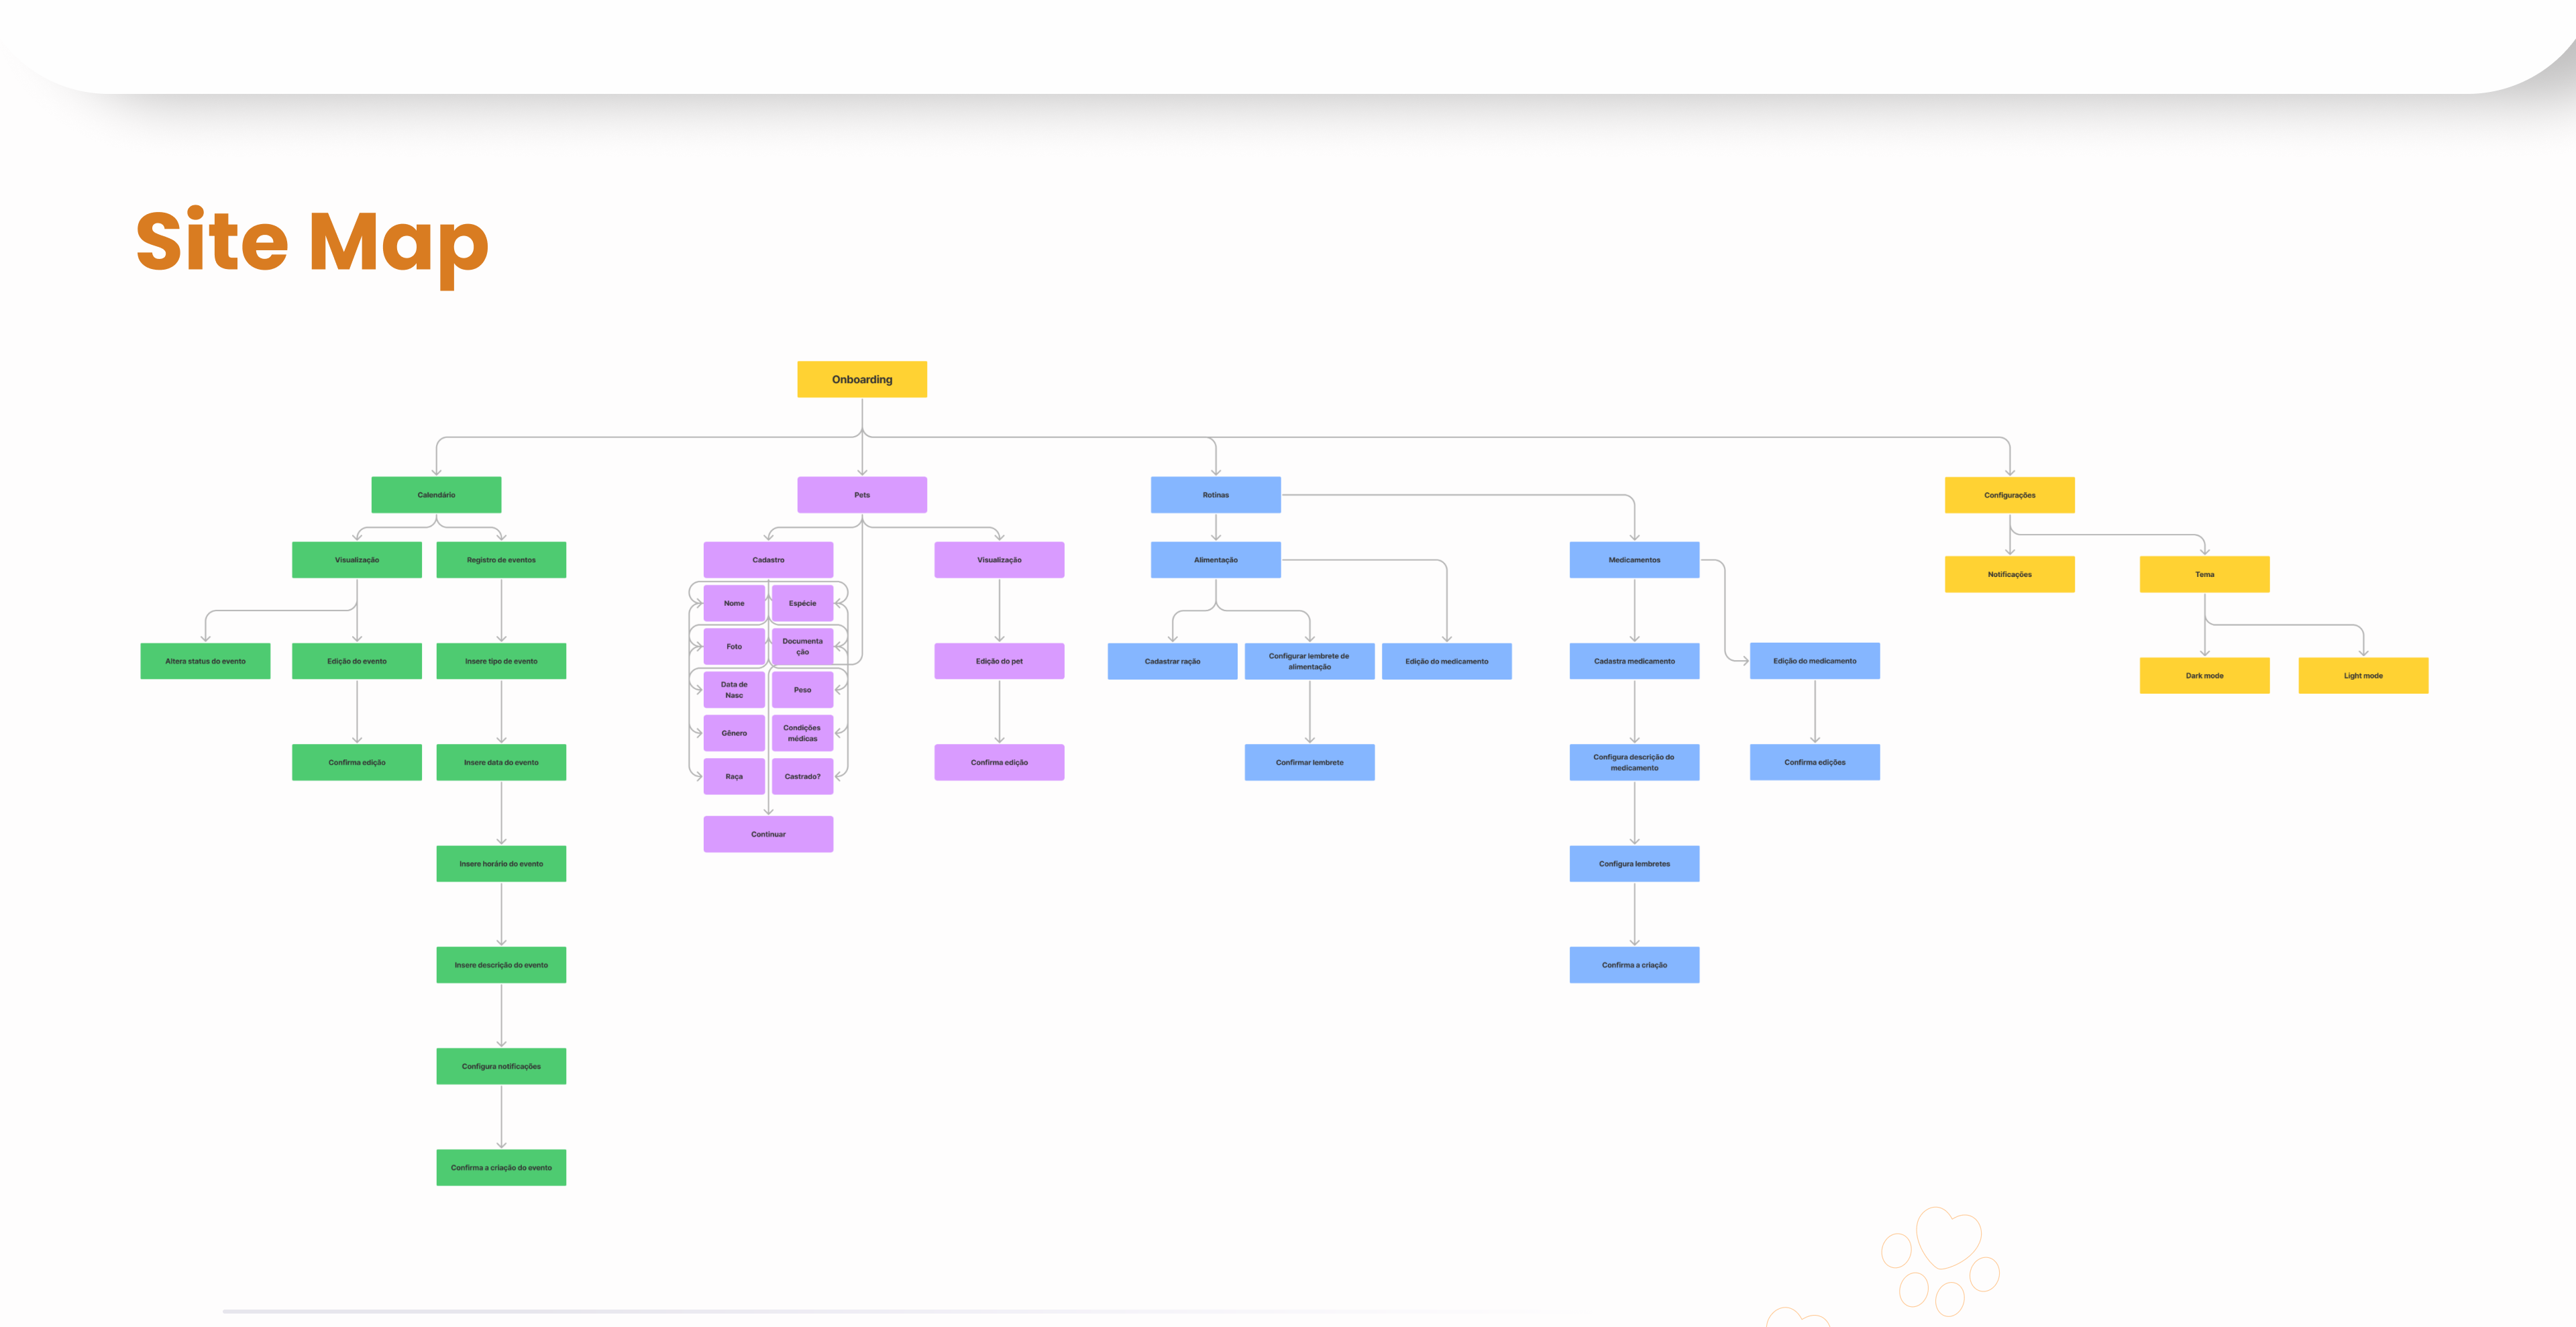 Site Map
Onboarding
Calendário
Pets
Rotinas
Configurações
Visualização
Registro de eventos
Cadastro
Visualização
Alimentação
Medicamentos
Notificações
Tema
Nome
Espécie
Foto
Documenta
ção
Data de
Nasc
Peso
Gênero
Condições
médicas
Raça
Castrado?
Continuar
Altera status do evento
Edição do evento
Insere tipo de evento
Edição do pet
Cadastrar ração
Configurar lembrete de
alimentação
Edição do medicamento
Cadastra medicamento
Edição do medicamento
Dark mode
Light mode
Confirma edição
Insere data do evento
Confirma edição
Confirmar lembrete
Configura descrição do
medicamento
Confirma edições
Insere horário do evento
Configura lembretes
Insere descrição do evento
Confirma a criação
Configura notificações
Confirma a criação do evento